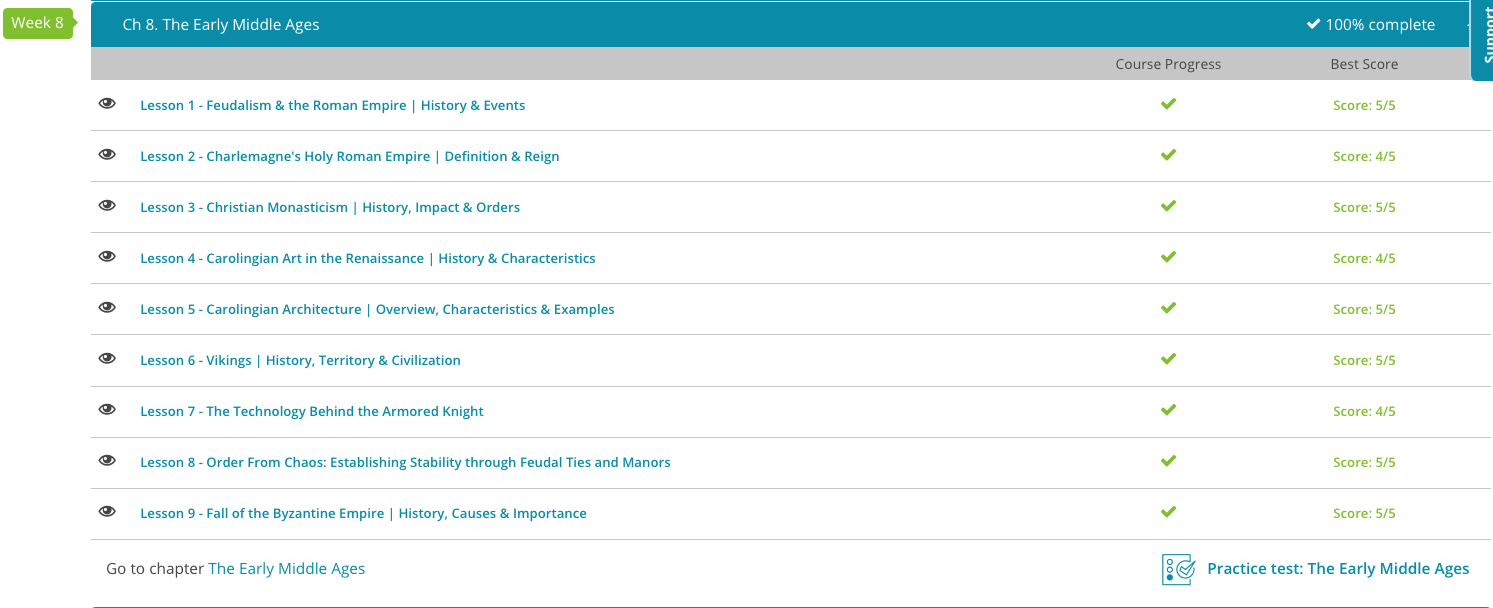 Week 8
Ch 8. The Early Middle Ages 100% complete
Support
Course Progress Best Score
Lesson 1 - Feudalism & the Roman Empire | History & Events Score: 5/5
Lesson 2 - Charlemagne's Holy Roman Empire | Definition & Reign Score: 4/5
Lesson 3 - Christian Monasticism | History, Impact & Orders Score: 5/5
Lesson 4 - Carolingian Art in the Renaissance | History & Characteristics Score: 4/5
Lesson 5 - Carolingian Architecture | Overview, Characteristics & Examples Score: 5/5
Lesson 6 - Vikings | History, Territory & Civilization Score: 5/5
Lesson 7 - The Technology Behind the Armored Knight Score: 4/5
Lesson 8 - Order From Chaos: Establishing Stability through Feudal Ties and Manors Score: 5/5
Lesson 9 - Fall of the Byzantine Empire | History, Causes & Importance Score: 5/5
Go to chapter The Early Middle Ages Practice test: The Early Middle Ages